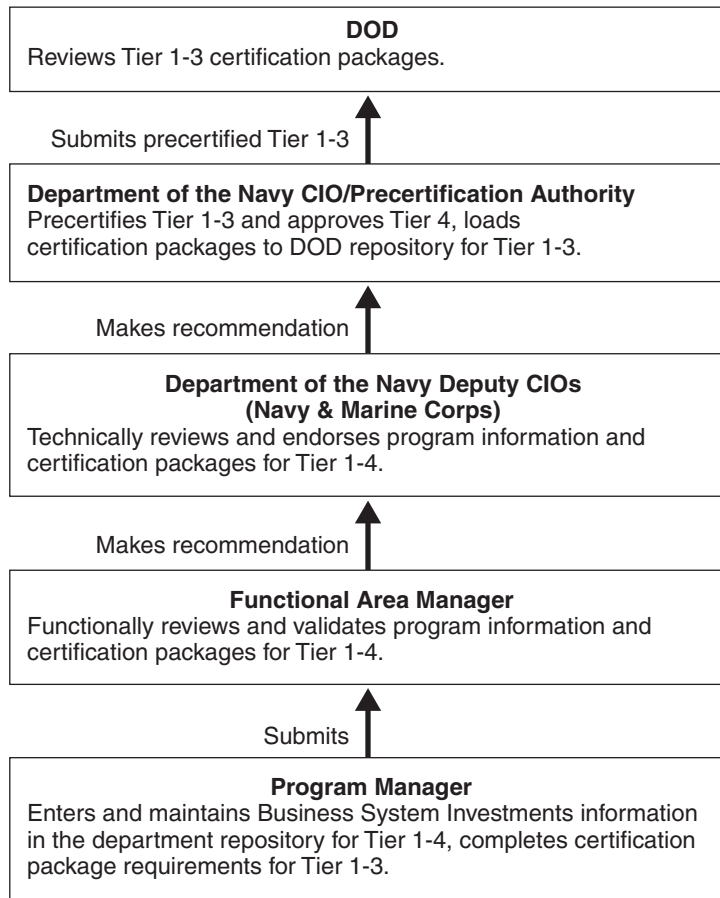 DOD
Reviews Tier 1-3 certification packages.
Submits precertified Tier 1-3
Department of the Navy CIO/Precertification Authority
Precertifies Tier 1-3 and approves Tier 4, loads
certification packages to DOD repository for Tier 1-3.
Makes recommendation
Department of the Navy Deputy CIOs
(Navy & Marine Corps)
Technically reviews and endorses program information and
certification packages for Tier 1-4.
Makes recommendation
Functional Area Manager
Functionally reviews and validates program information and
certification packages for Tier 1-4.
Submits
Program Manager
Enters and maintains Business System Investments information
in the department repository for Tier 1-4, completes certification
package requirements for Tier 1-3.